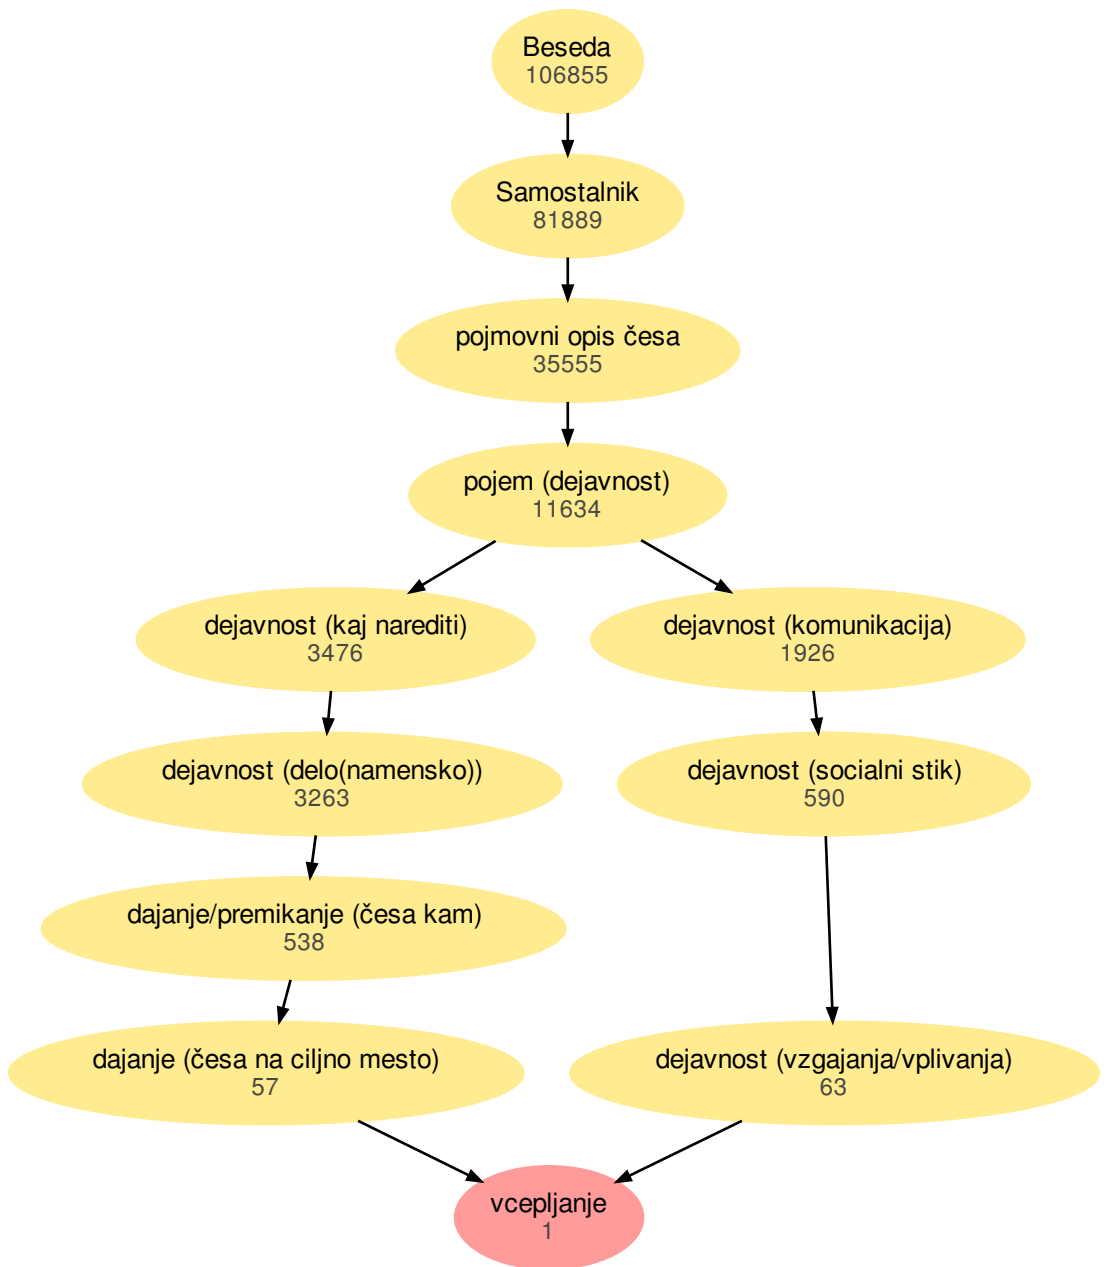 Beseda
106855
Samostalnik
81889
pojmovni opis česa
35555
pojem (dejavnost)
11634
dejavnost (kaj narediti)
3476
dejavnost (komunikacija)
1926
dejavnost (delo(namensko))
3263
dejavnost (socialni stik)
590
dajanje/premikanje (česa kam)
538
dajanje (česa na ciljno mesto)
57
dejavnost (vzgajanja/vplivanja)
63
vcepljanje
1